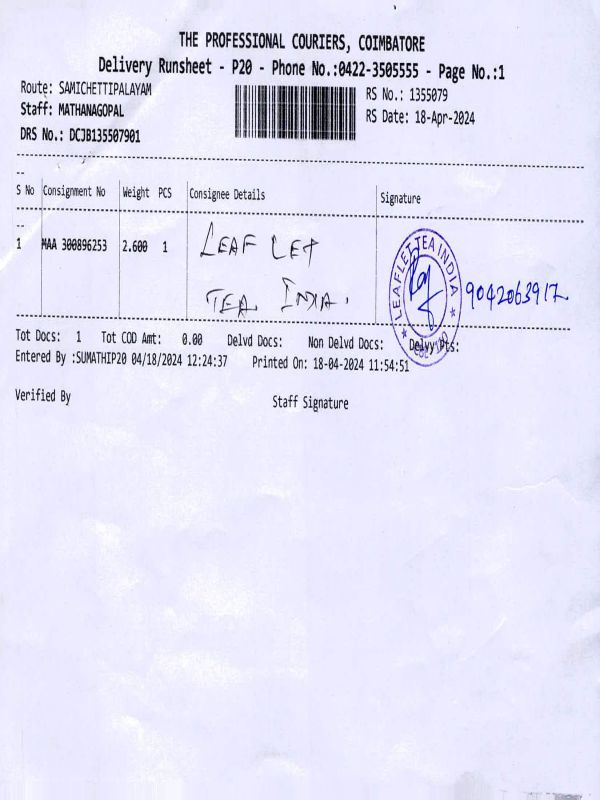 THE PROFESSIONAL COURIERS, COIMBATORE
Delivery Runsheet - P20 - Phone No.:0422-3505555 - Page No.:1
Route: SAMICHETTIPALAYAM
RS No.: 1355079
Staff: MATHANAGOPAL
RS Date: 18-Apr-2024
DRS No.: DCJB135507901
S No Consignment No Weight PCS Consignee Details Signature
1 MAA 300896253 2.600 1 LEAF LET
TEA INDIA.
LEAFLET TEA INDIA
9042063917
Tot Docs: 1 Tot COD Amt: 0.00 Delvd Docs: Non Delvd Docs: Delvy Pts:
Entered By :SUMATHIP20 04/18/2024 12:24:37 Printed On: 18-04-2024 11:54:51
Verified By
Staff Signature